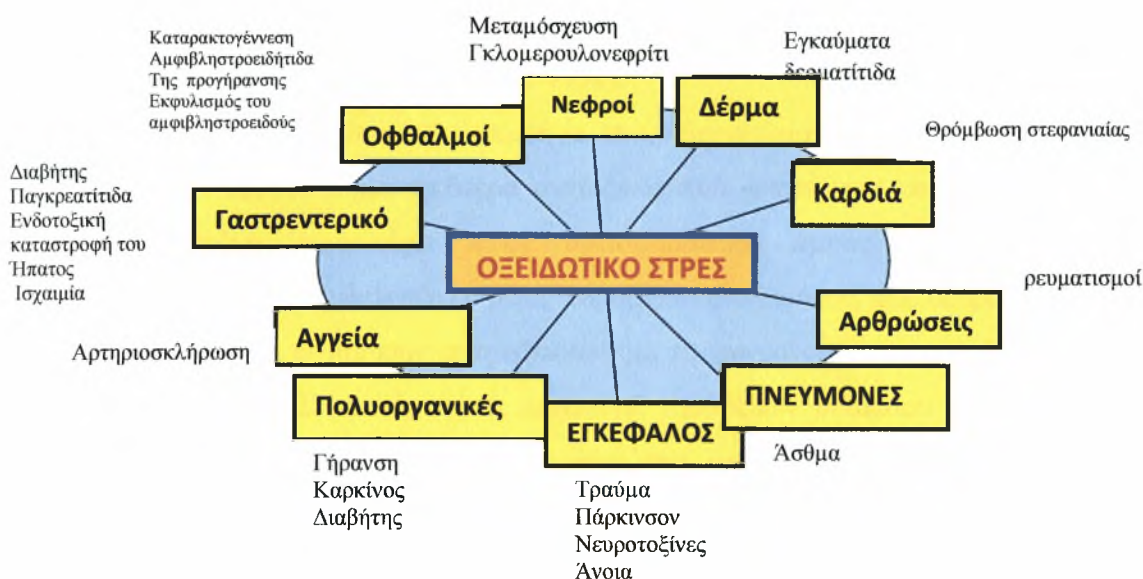 Μεταμόσχευση
Γκλομερουλονεφρίτι
Εγκαύματα
δερματίτιδα
Καταρακτογέννεση
Αμφιβληστροειδήτιδα
Της προγήρανσης
Εκφυλισμός του
αμφιβληστροειδούς
Νεφροί
Δέρμα
Οφθαλμοί
Θρόμβωση στεφανιαίας
Καρδιά
Διαβήτης
Παγκρεατίτιδα
Ενδοτοξική
καταστροφή του
Ήπατος
Ισχαιμία
Γαστρεντερικό
ΟΞΕΙΔΩΤΙΚΟ ΣΤΡΕΣ
ρευματισμοί
Αρθρώσεις
Αγγεία
Αρτηριοσκλήρωση
ΠΝΕΥΜΟΝΕΣ
Πολυοργανικές
ΕΓΚΕΦΑΛΟΣ
Άσθμα
Γήρανση
Καρκίνος
Διαβήτης
Τραύμα
Πάρκινσον
Νευροτοξίνες
Άνοια